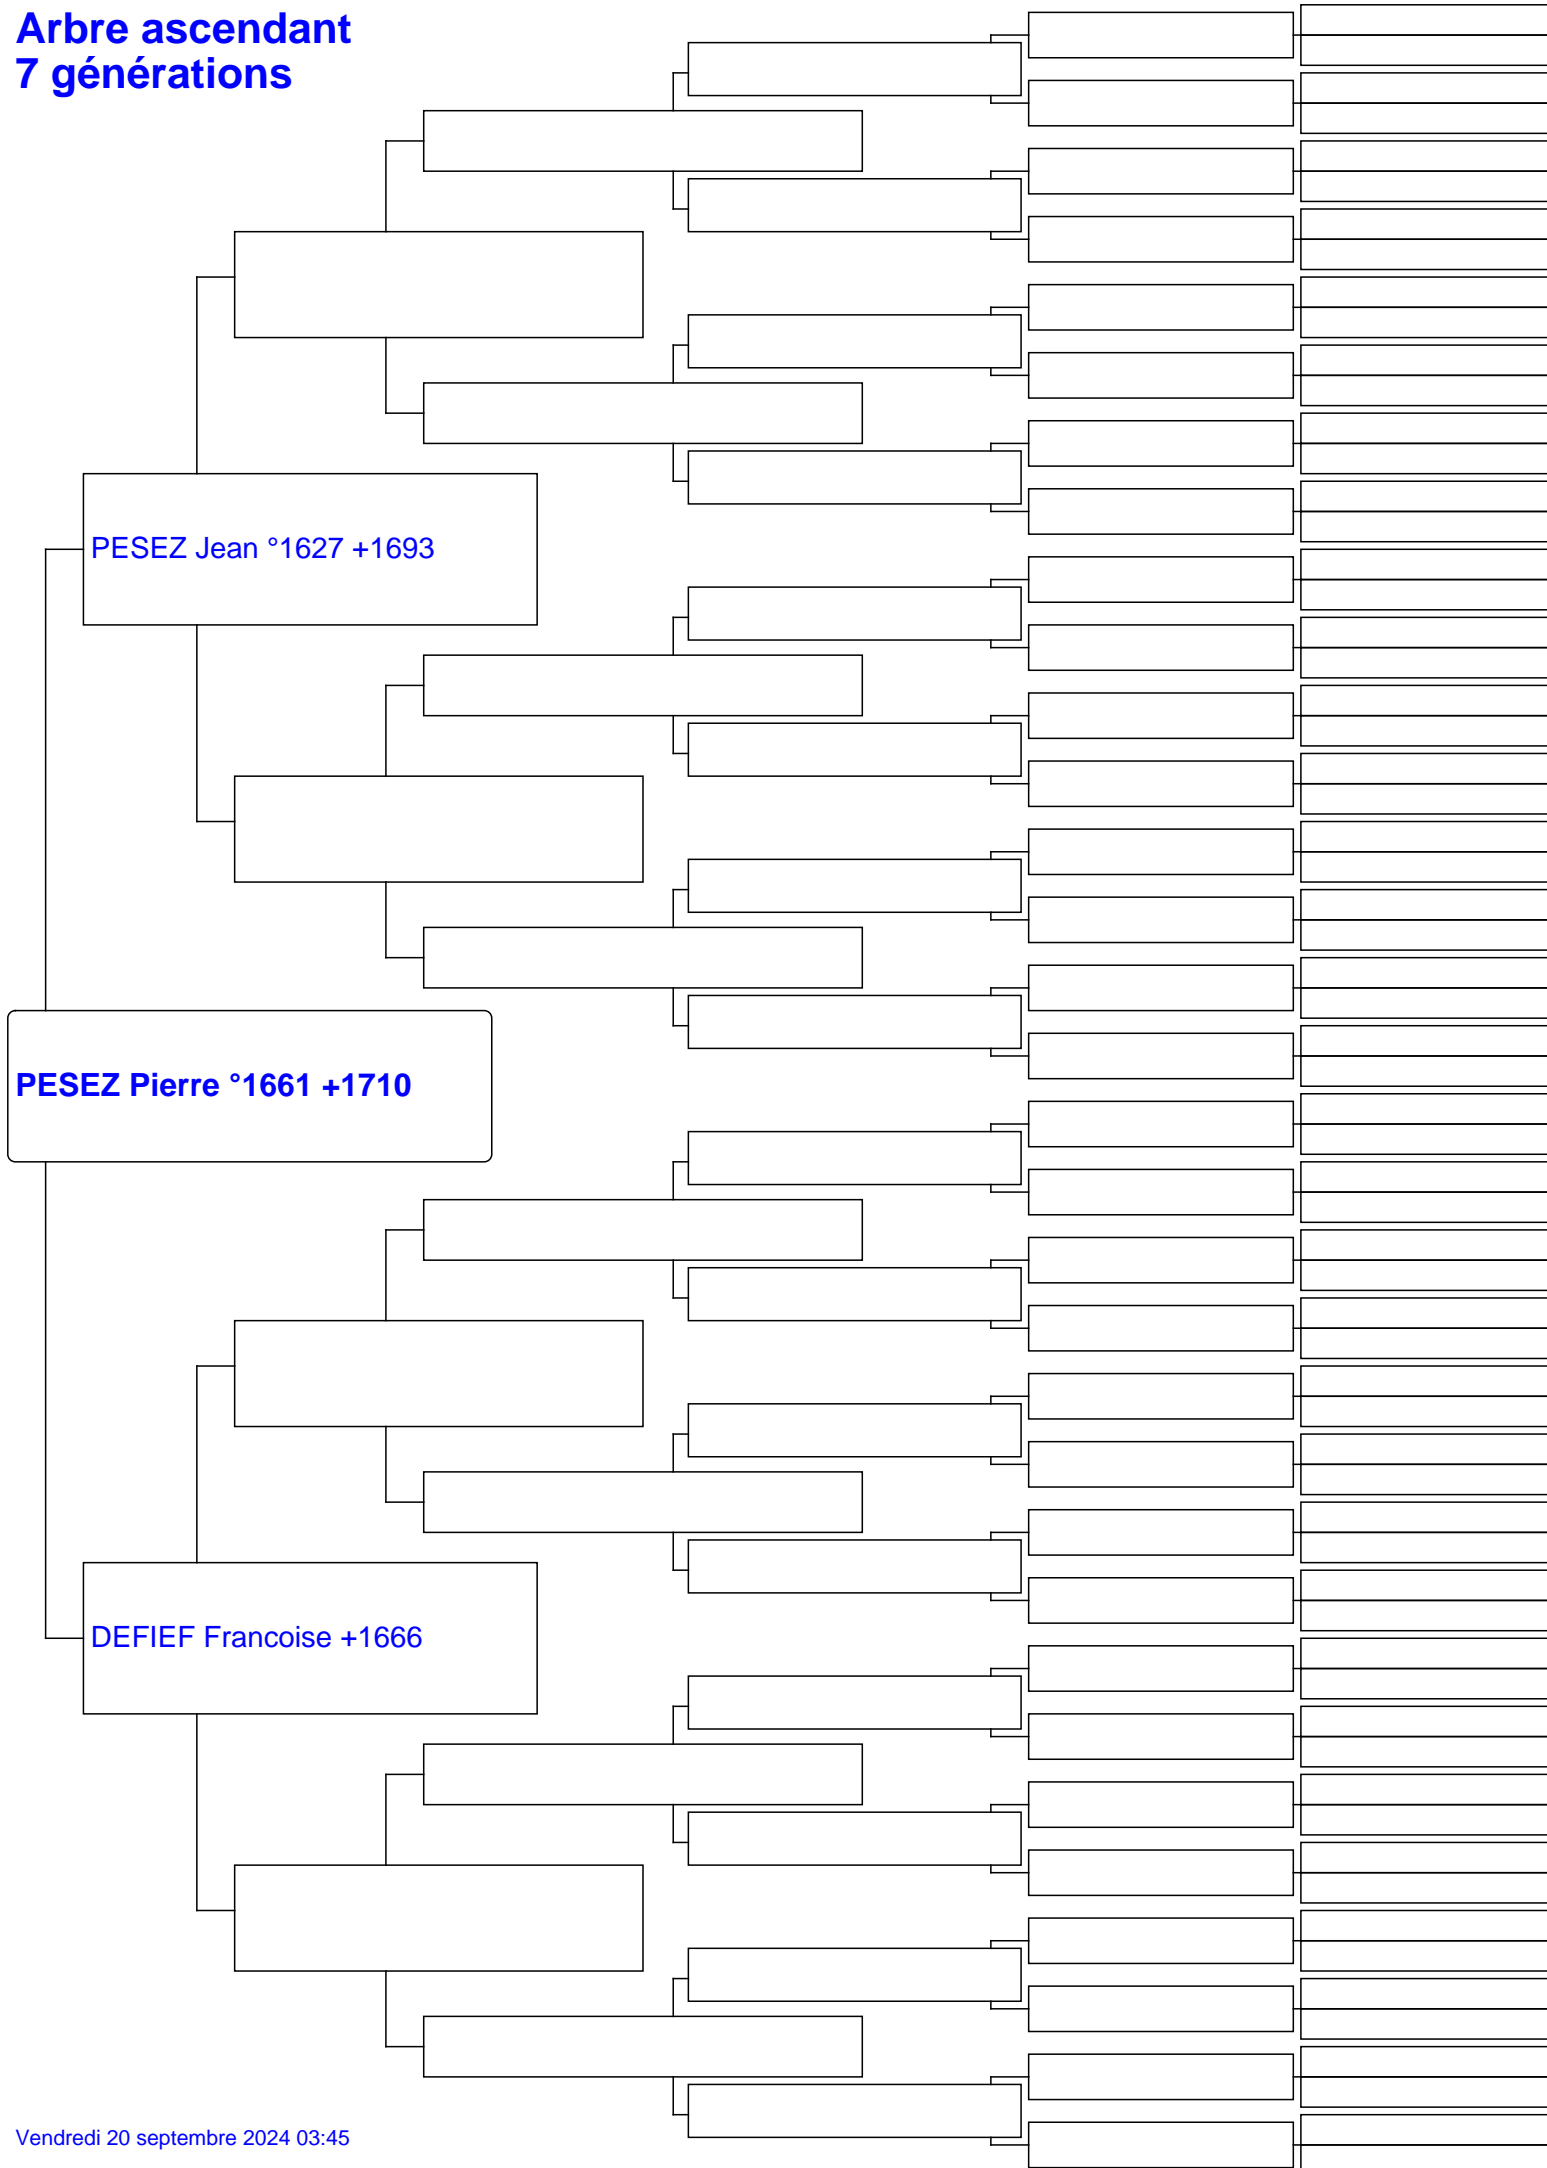 Arbre ascendant
7 générations
PESEZ Jean °1627 +1693
PESEZ Pierre °1661 +1710
DEFIEF Francoise +1666
Vendredi 20 septembre 2024 03:45